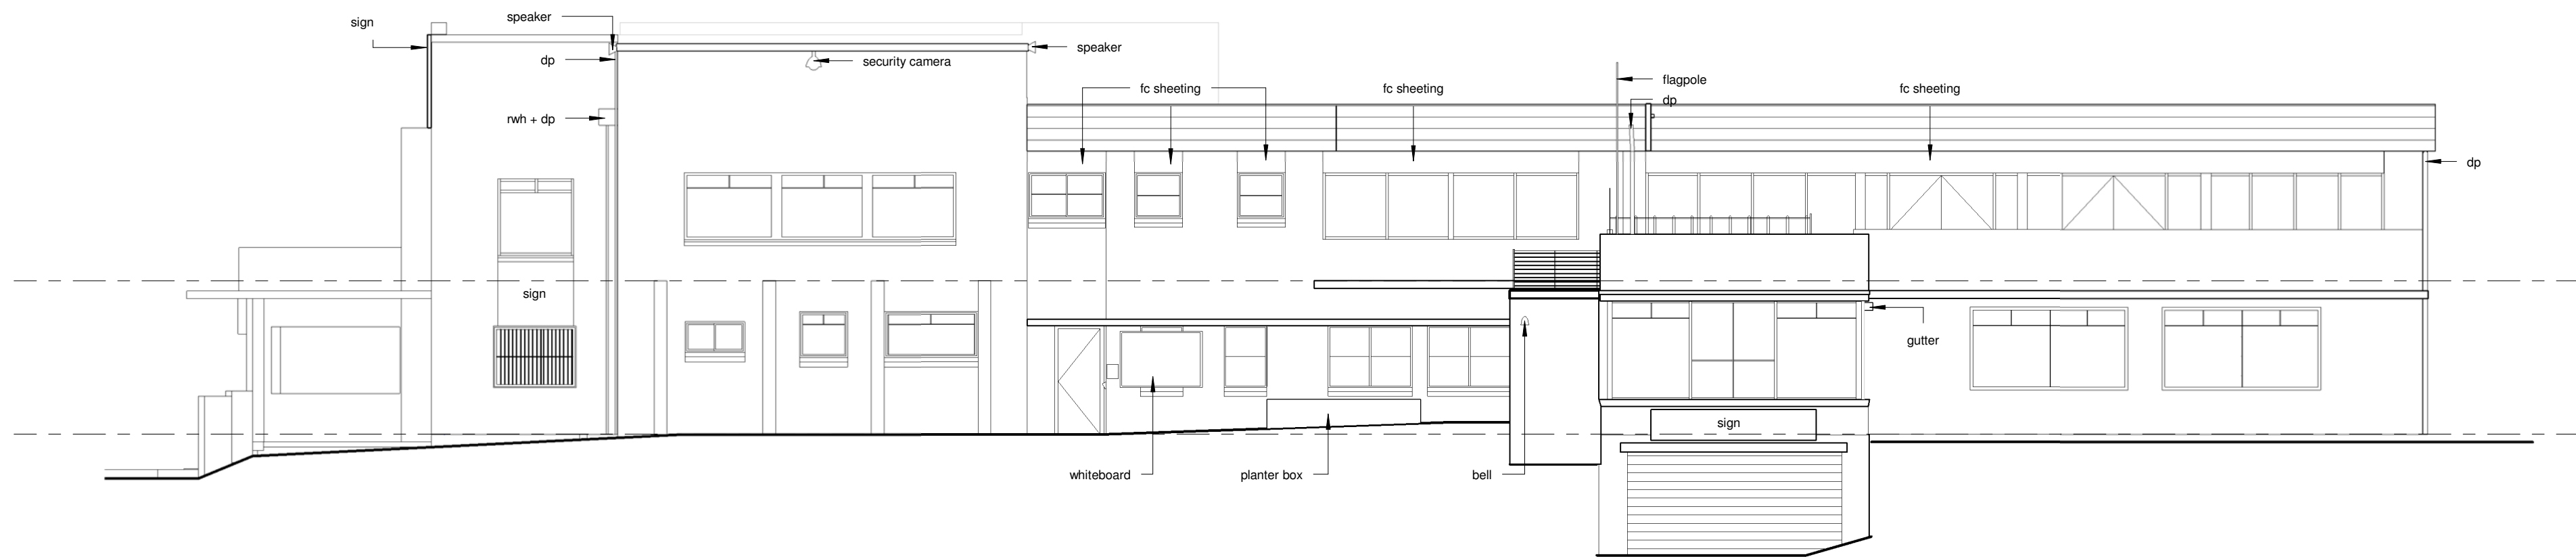 speaker
sign
speaker
dp
security camera
flagpole
fc sheeting
fc sheeting
fc sheeting
dp
rwh + dp
dp
sign
gutter
sign
whiteboard
planter box
bell